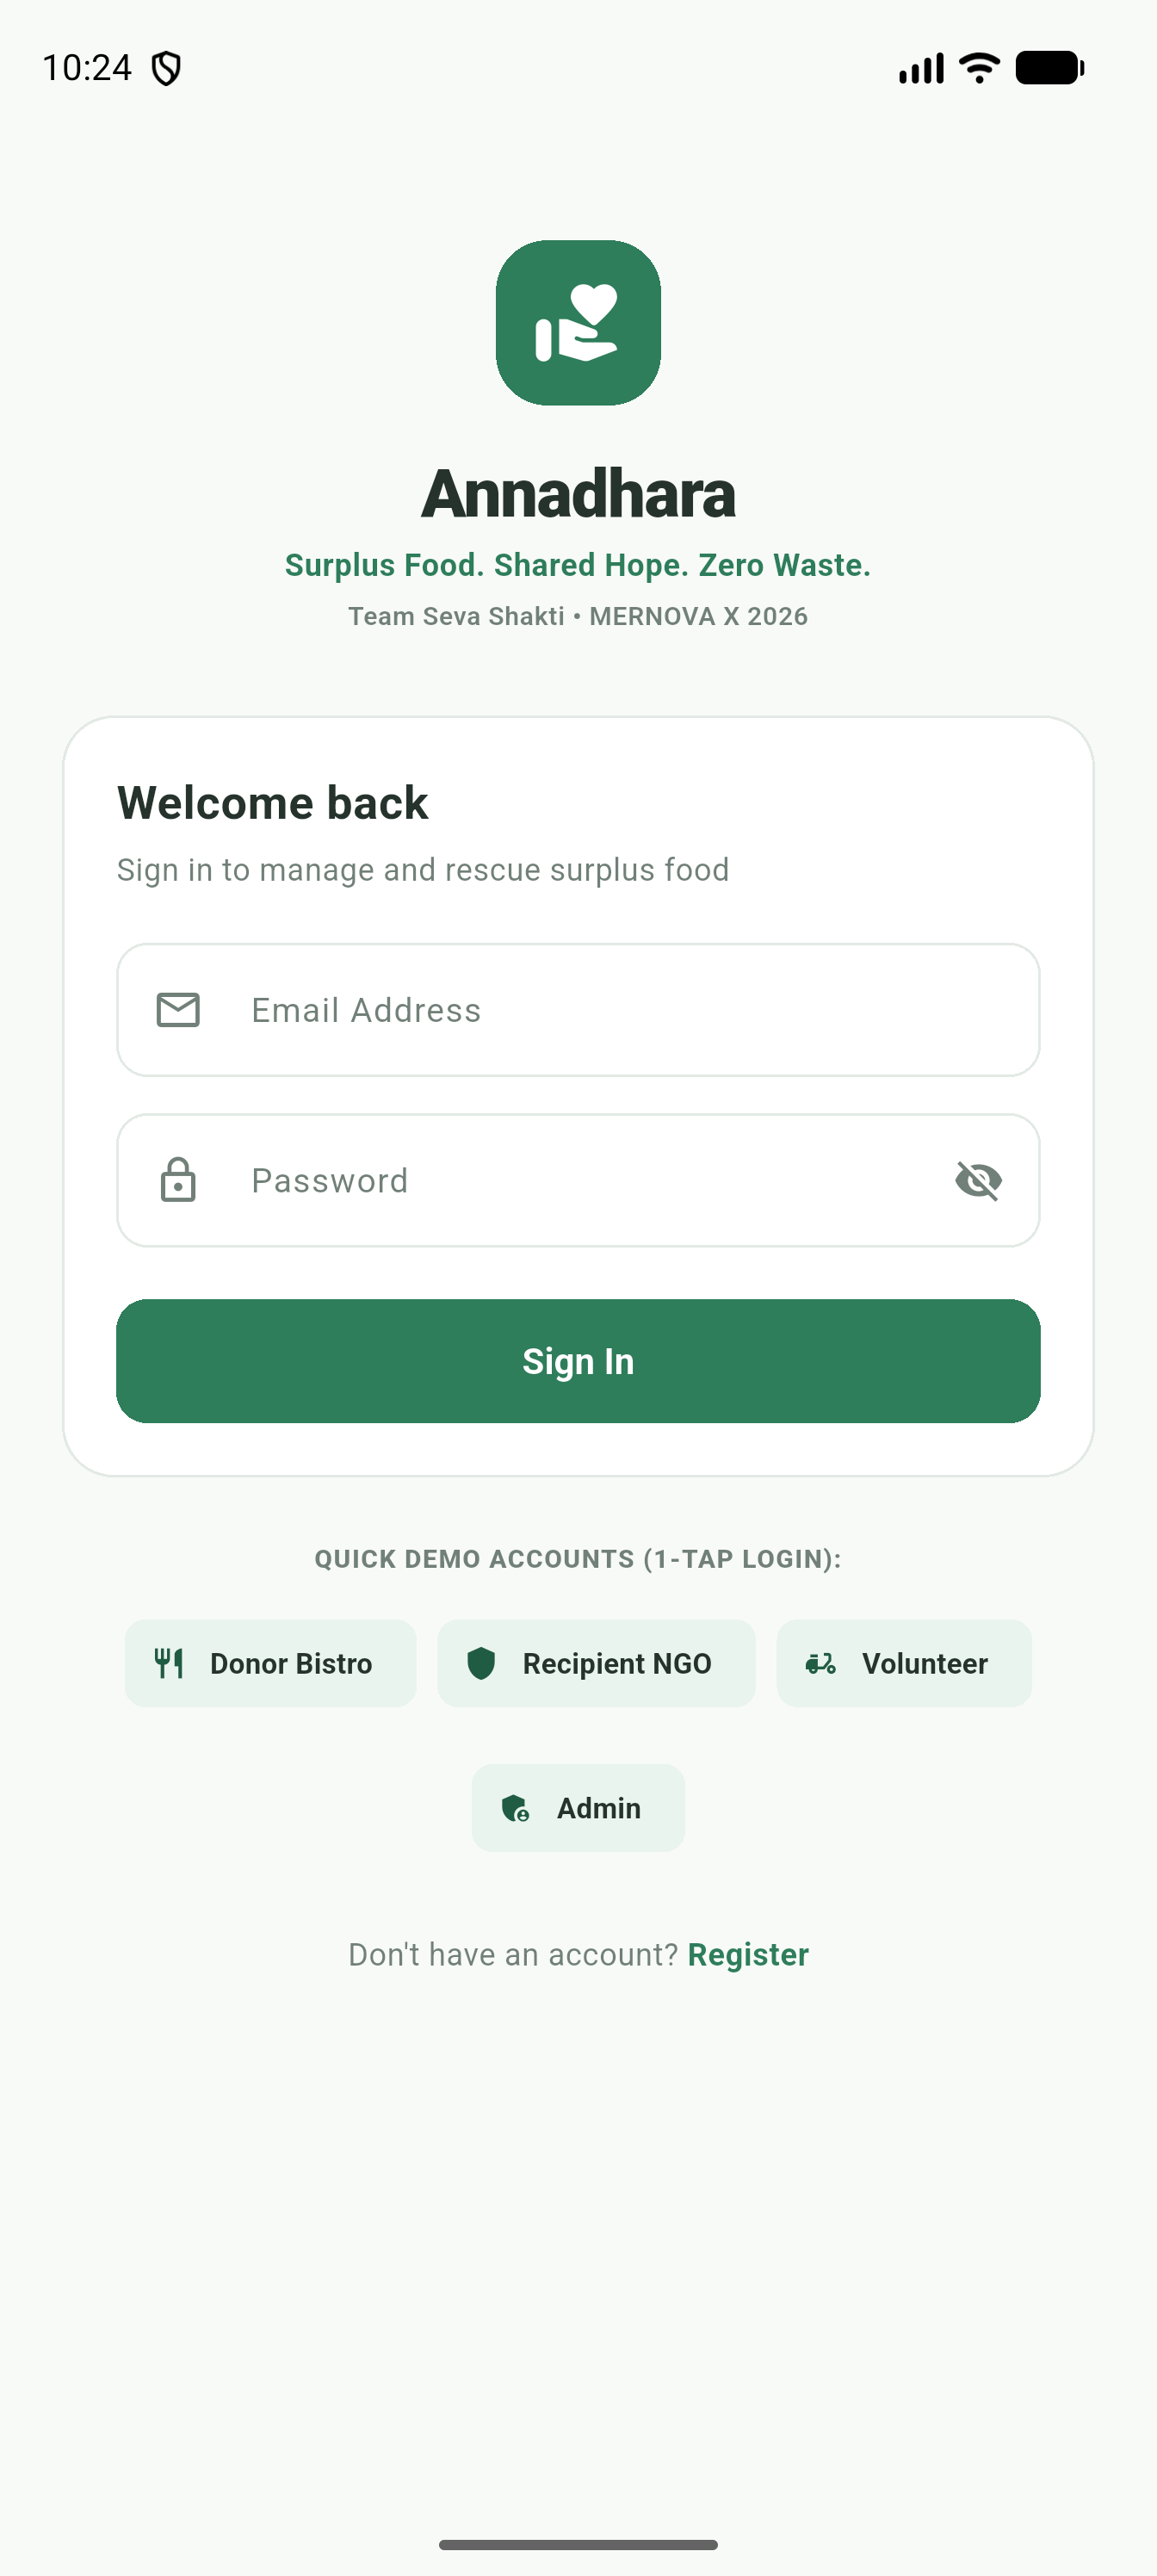 10:24
Annadhara
Surplus Food. Shared Hope. Zero Waste.
Team Seva Shakti • MERNOVA X 2026
Welcome back
Sign in to manage and rescue surplus food
Email Address
Password
Sign In
QUICK DEMO ACCOUNTS (1-TAP LOGIN):
Donor Bistro
Recipient NGO
Volunteer
Admin
Don't have an account? Register